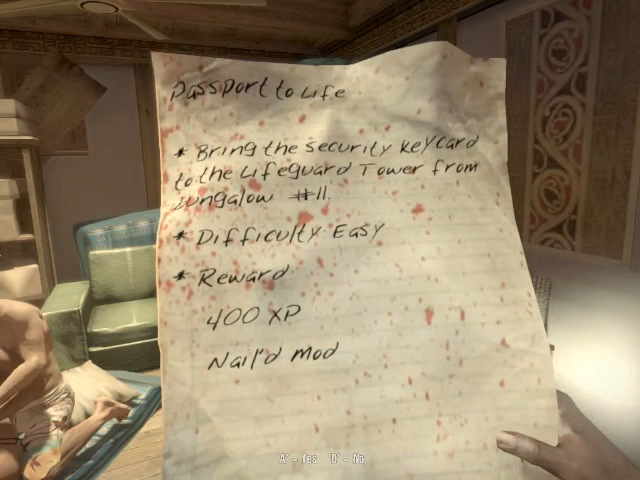 Passport to Life
* Bring the security keycard
to the Lifeguard Tower from
bungalow #11.
* Difficulty: Easy
* Reward:
400 XP
Nail'd mod
'A' - Yes 'D' - No